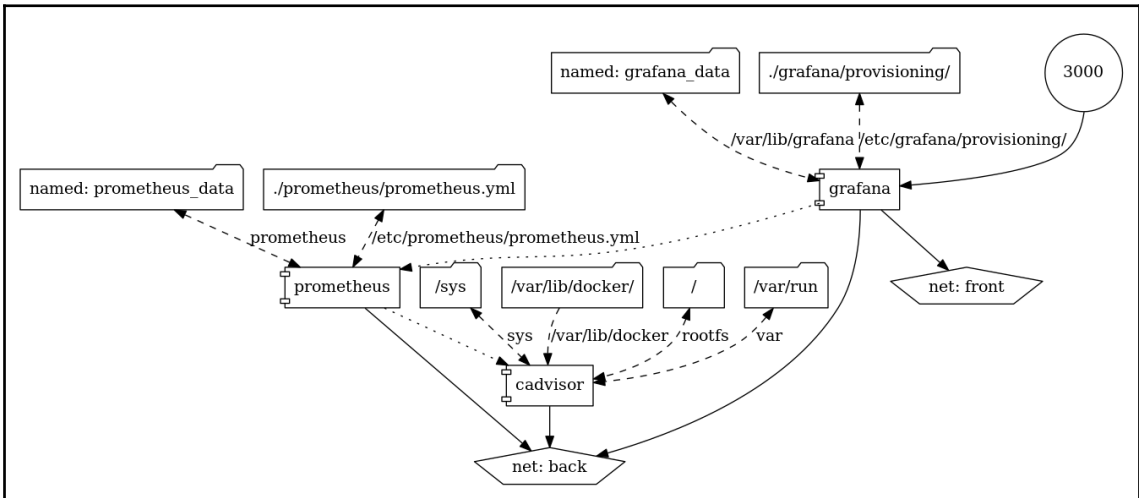 named: grafana_data
./grafana/provisioning/
3000
/var/lib/grafana
/etc/grafana/provisioning/
named: prometheus_data
./prometheus/prometheus.yml
grafana
prometheus
/etc/prometheus/prometheus.yml
prometheus
/sys
/var/lib/docker/
/
/var/run
net: front
sys
/var/lib/docker
rootfs
var
cadvisor
net: back